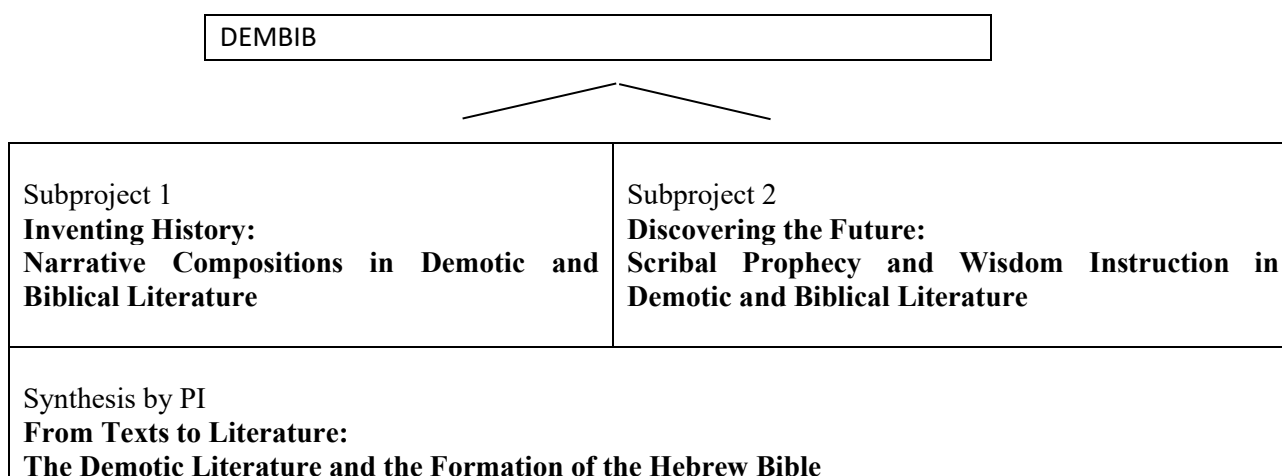 DEMBIB
Subproject 1
Inventing History:
Narrative Compositions in Demotic and
Biblical Literature
Subproject 2
Discovering the Future:
Scribal Prophecy and Wisdom Instruction in
Demotic and Biblical Literature
Synthesis by PI
From Texts to Literature:
The Demotic Literature and the Formation of the Hebrew Bible